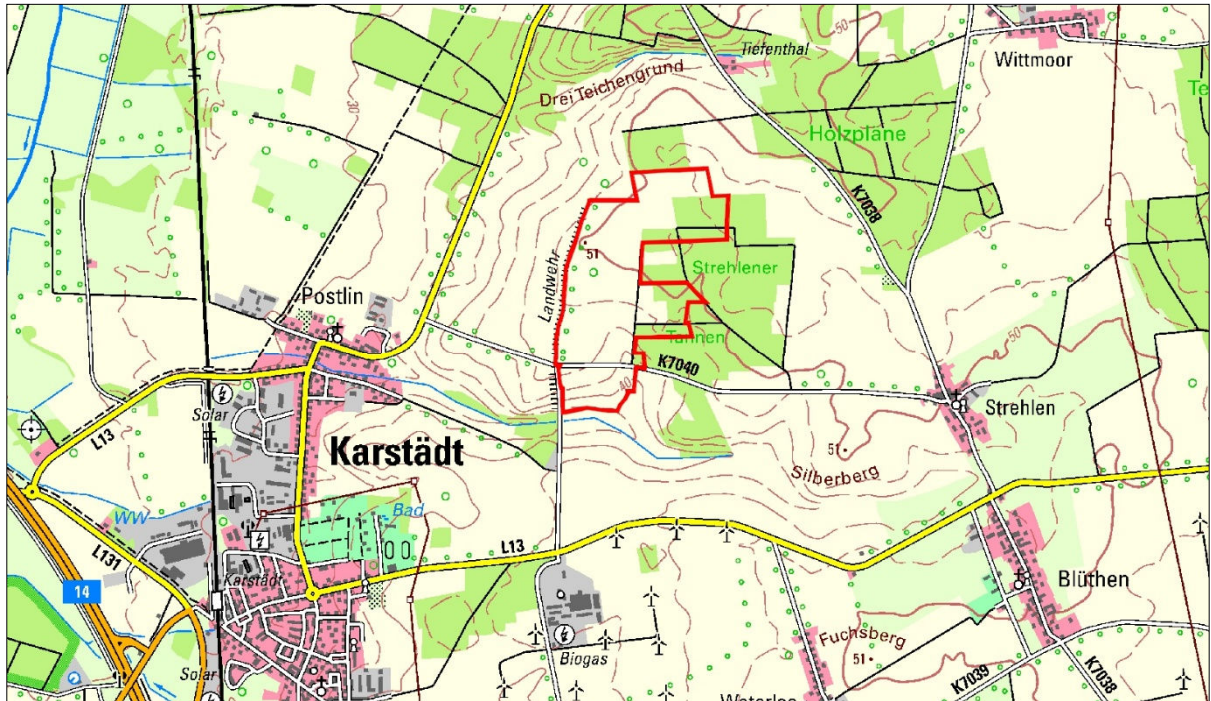 Tiefenthal
Wittmoor
Drei Teichengrund
30
50
Te
Holzpläne
K7038
Landwehr
51
Strehlener
Postlin
Tannen
K7040
40
50
Solar
Strehlen
L13
Karstädt
51
Silberberg
WW
Bad
L131
L13
14
Karstädt
Blüthen
Fuchsberg
51
Solar
Biogas
K7039
K7038